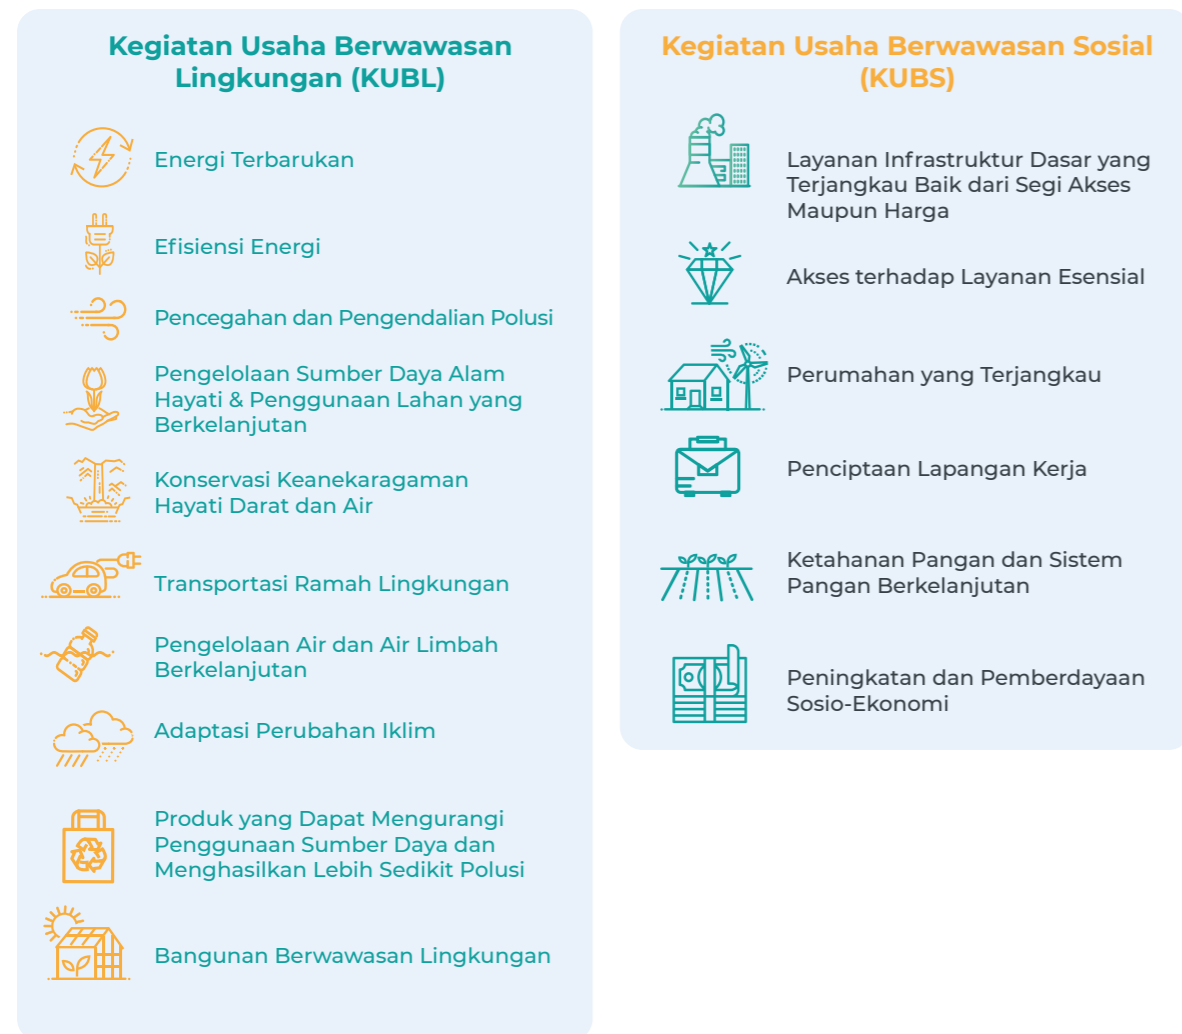 Kegiatan Usaha Berwawasan
Lingkungan (KUBL)
Energi Terbarukan
Efisiensi Energi
Pencegahan dan Pengendalian Polusi
Pengelolaan Sumber Daya Alam
Hayati & Penggunaan Lahan yang
Berkelanjutan
Konservasi Keanekaragaman
Hayati Darat dan Air
Transportasi Ramah Lingkungan
Pengelolaan Air dan Air Limbah
Berkelanjutan
Adaptasi Perubahan Iklim
Produk yang Dapat Mengurangi
Penggunaan Sumber Daya dan
Menghasilkan Lebih Sedikit Polusi
Bangunan Berwawasan Lingkungan
Kegiatan Usaha Berwawasan Sosial
(KUBS)
Layanan Infrastruktur Dasar yang
Terjangkau Baik dari Segi Akses
Maupun Harga
Akses terhadap Layanan Esensial
Perumahan yang Terjangkau
Penciptaan Lapangan Kerja
Ketahanan Pangan dan Sistem
Pangan Berkelanjutan
Peningkatan dan Pemberdayaan
Sosio-Ekonomi